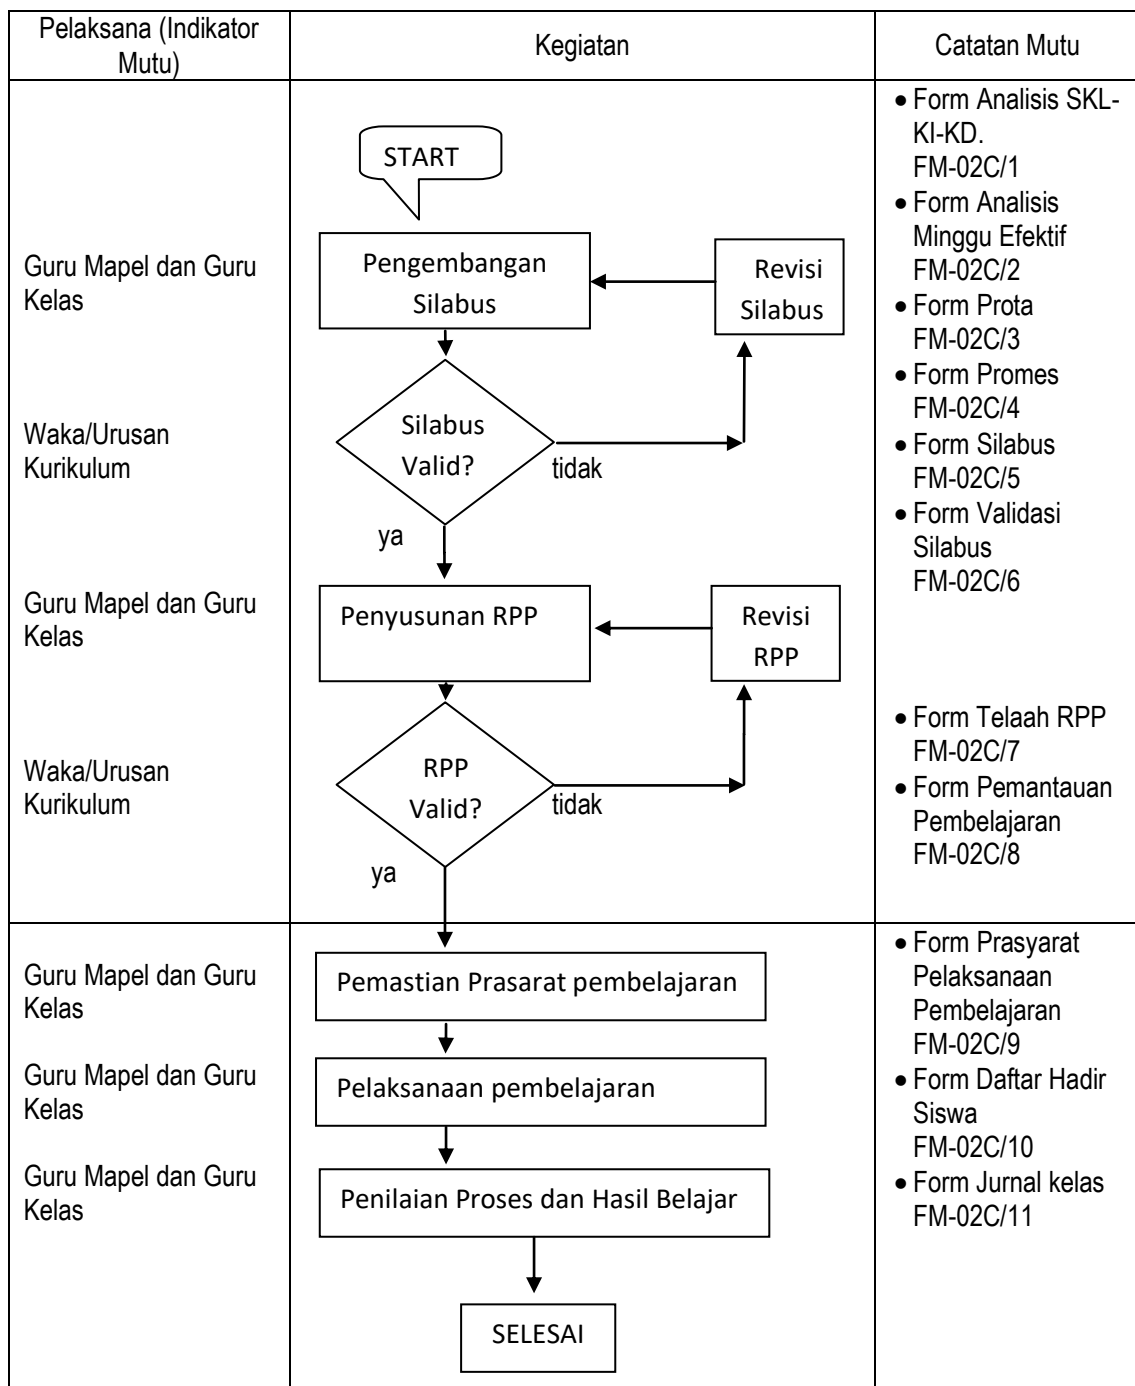 Pelaksana (Indikator
Mutu)
Kegiatan
Catatan Mutu
START
• Form Analisis SKL-
KI-KD.
FM-02C/1
• Form Analisis
Minggu Efektif
FM-02C/2
• Form Prota
FM-02C/3
• Form Promes
FM-02C/4
• Form Silabus
FM-02C/5
• Form Validasi
Silabus
FM-02C/6
Guru Mapel dan Guru
Kelas
Pengembangan
Silabus
Revisi
Silabus
Waka/Urusan
Kurikulum
Silabus
Valid?
tidak
ya
Guru Mapel dan Guru
Kelas
Penyusunan RPP
Revisi
RPP
Waka/Urusan
Kurikulum
RPP
Valid?
tidak
ya
• Form Telaah RPP
FM-02C/7
• Form Pemantauan
Pembelajaran
FM-02C/8
Guru Mapel dan Guru
Kelas
Pemastian Prasarat pembelajaran
Guru Mapel dan Guru
Kelas
Pelaksanaan pembelajaran
Guru Mapel dan Guru
Kelas
Penilaian Proses dan Hasil Belajar
SELESAI
• Form Prasyarat
Pelaksanaan
Pembelajaran
FM-02C/9
• Form Daftar Hadir
Siswa
FM-02C/10
• Form Jurnal kelas
FM-02C/11